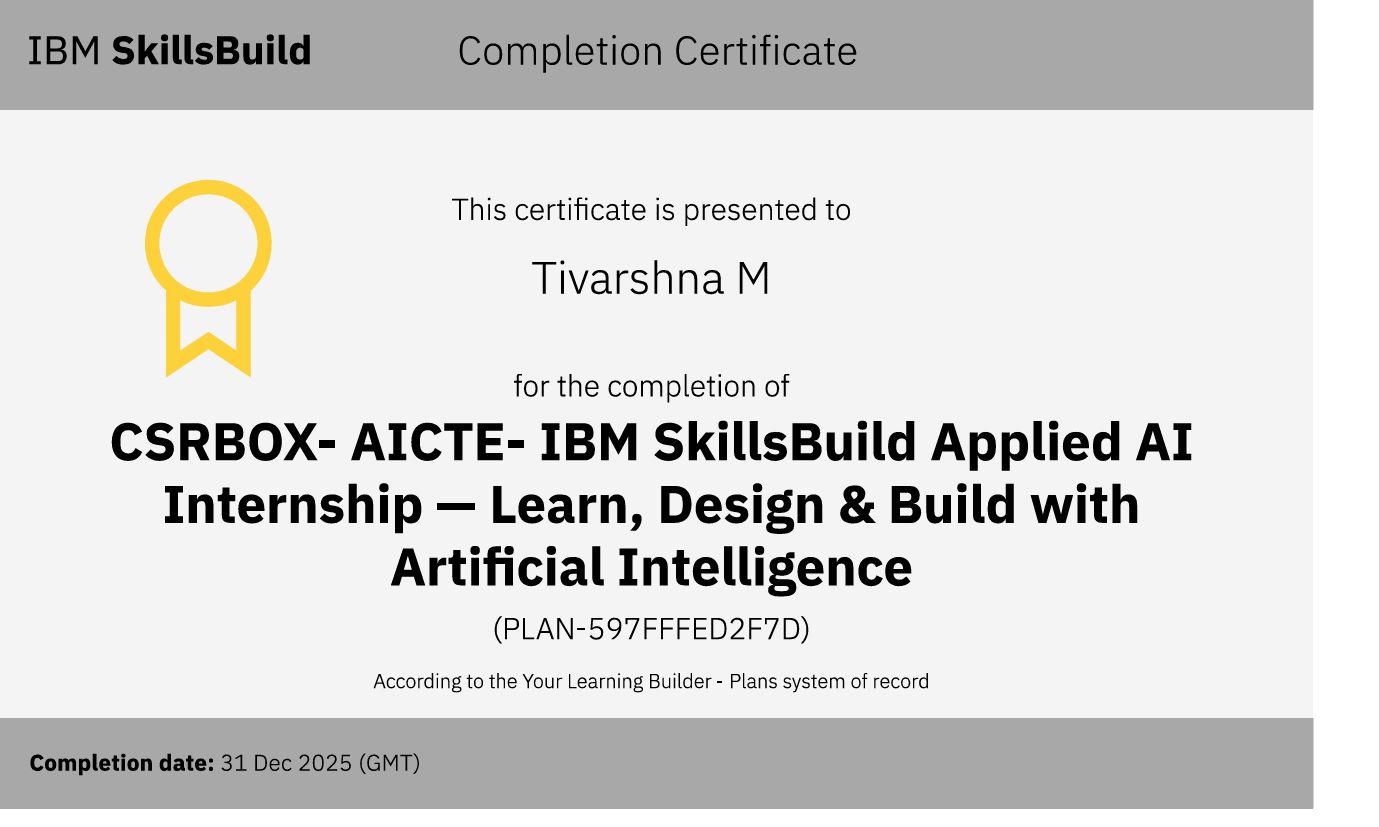 IBM SkillsBuild
Completion Certificate
This certificate is presented to
Tivarshna M
for the completion of
CSRBOX- AICTE- IBM SkillsBuild Applied AI
Internship — Learn, Design & Build with
Artificial Intelligence
(PLAN-597FFFED2F7D)
According to the Your Learning Builder - Plans system of record
Completion date: 31 Dec 2025 (GMT)